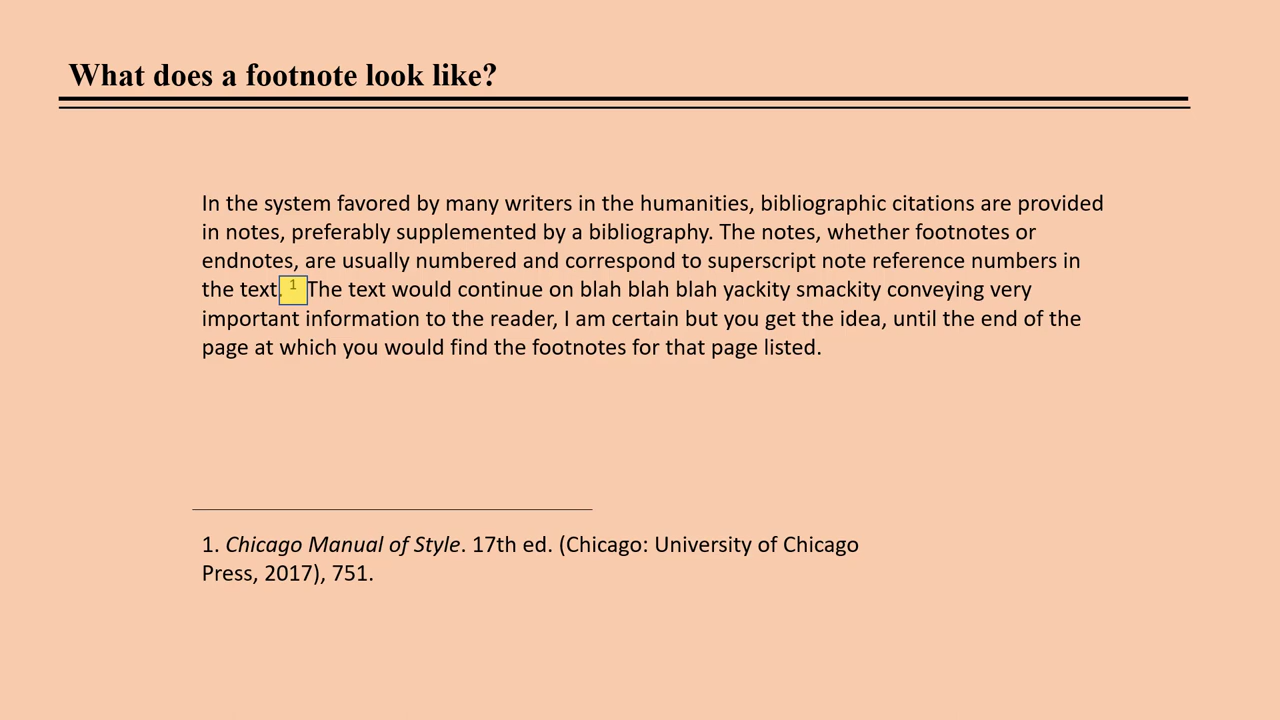 What does a footnote look like?
In the system favored by many writers in the humanities, bibliographic citations are provided
in notes, preferably supplemented by a bibliography. The notes, whether footnotes or
endnotes, are usually numbered and correspond to superscript note reference numbers in
the text. 1 The text would continue on blah blah blah yackity smackity conveying very
important information to the reader, I am certain but you get the idea, until the end of the
page at which you would find the footnotes for that page listed.
1. Chicago Manual of Style. 17th ed. (Chicago: University of Chicago
Press, 2017), 751.